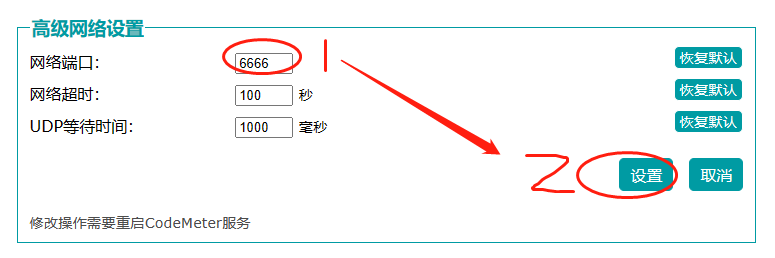 高级网络设置
网络端口: 6666 1 恢复默认
网络超时: 100 秒 恢复默认
UDP等待时间: 1000 毫秒 恢复默认
2 设置 取消
修改操作需要重启CodeMeter服务